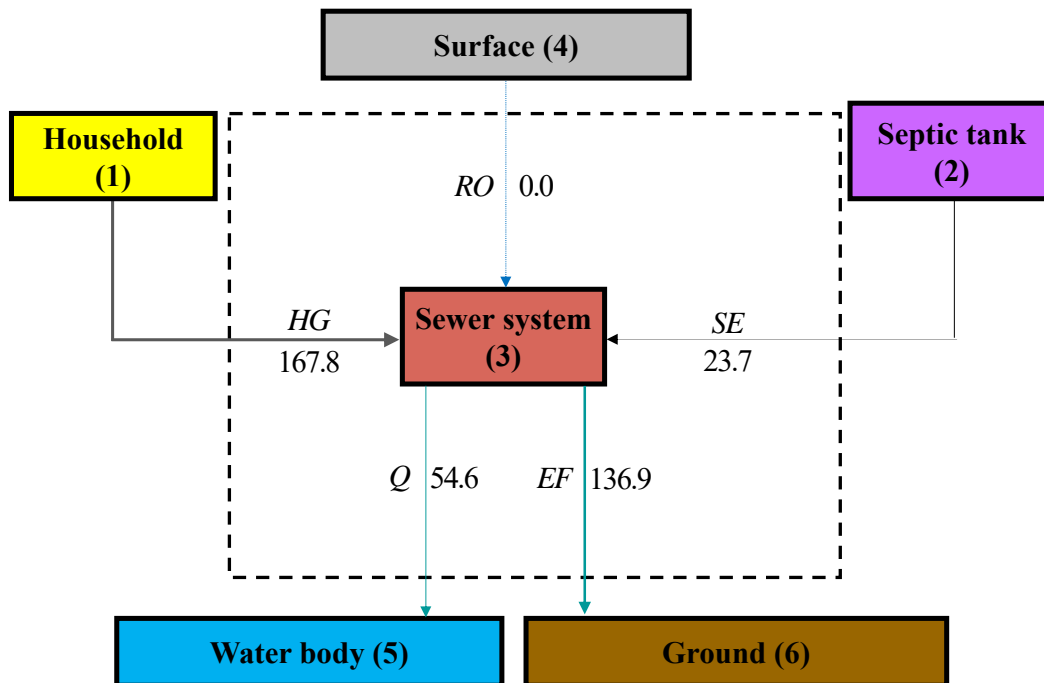 Surface (4)
Household
(1)
Septic tank
(2)
RO 0.0
HG
167.8
Sewer system
(3)
SE
23.7
Q 54.6
EF 136.9
Water body (5)
Ground (6)